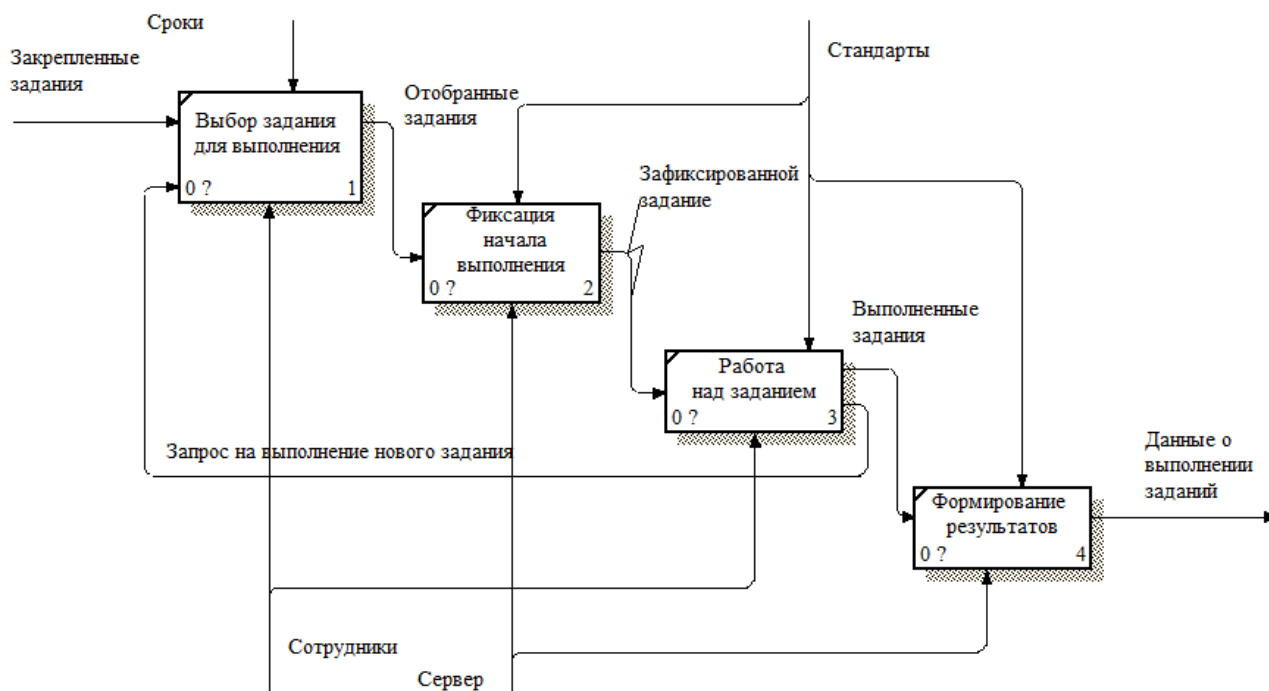 Сроки
Закрепленные
задания
Стандарты
Отобранные
задания
Выбор задания
для выполнения
0 ?
1
Зафиксированной
задание
Фиксация
начала
выполнения
0 ?
2
Выполненные
задания
Работа
над заданием
0 ?
3
Запрос на выполнение нового задания
Данные о
выполнении
заданий
Формирование
результатов
0 ?
4
Сотрудники
Сервер